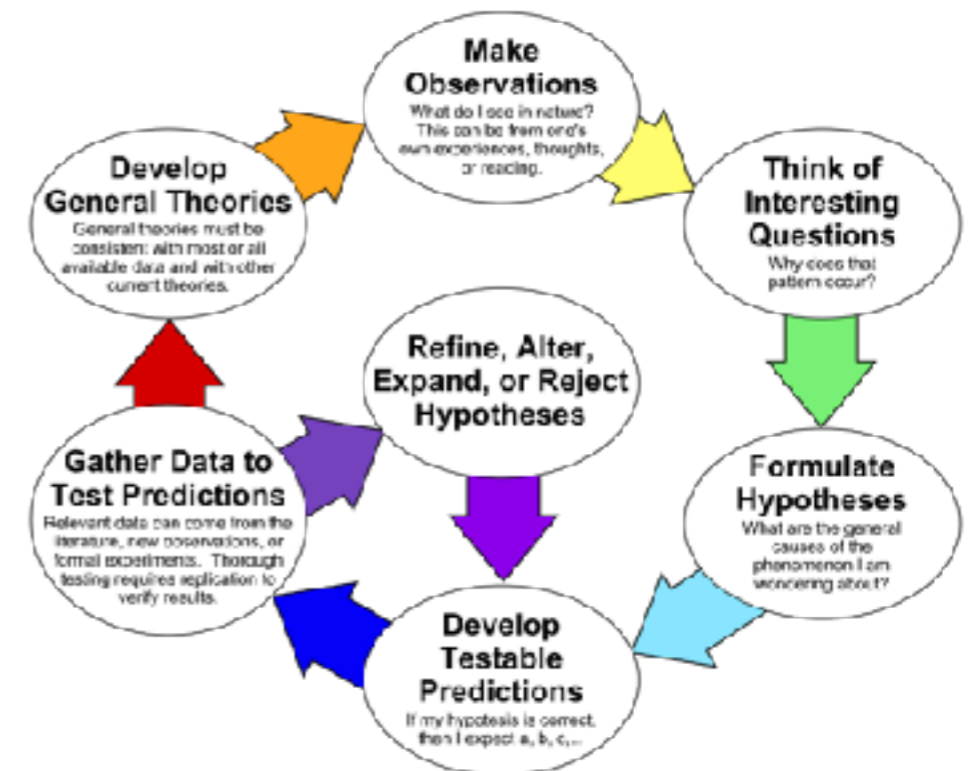 Make
Observations
What do I see in nature?
This can be from one's
own experiences, thoughts,
or reading.
Think of
Interesting
Questions
Why does that
pattern occur?
Formulate
Hypotheses
What are the general
causes of the
phenomenon I am
wondering about?
Develop
Testable
Predictions
If my hypotesis is correct,
then I expect a, b, c,...
Gather Data to
Test Predictions
Relevant data can come from the
literature, new observations, or
formal experiments. Thorough
testing requires replication to
verify results.
Refine, Alter,
Expand, or Reject
Hypotheses
Develop
General Theories
General theories must be
consistent with most or all
available data and with other
current theories.